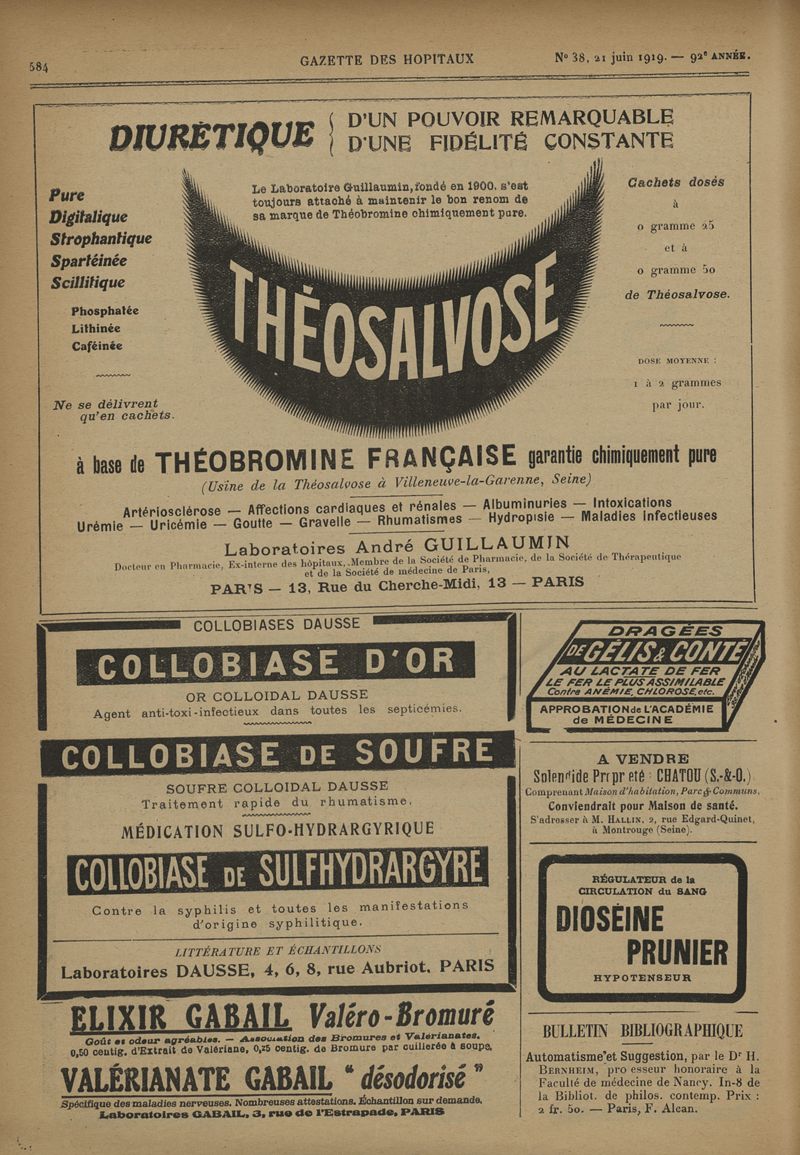 584
GAZETTE DES HOPITAUX
N° 38, 21 juin 1919. — 92e ANNÉE.
DIURÉTIQUE
D'UN POUVOIR REMARQUABLE
D'UNE FIDÉLITÉ CONSTANTE
Pure
Digitalique
Strophantique
Spartéinée
Scillitique
Phosphatée
Lithinée
Caféinée
Ne se délivrent
qu'en cachets.
Le Laboratoire Guillaumin, fondé en 1900, s'est
toujours attaché à maintenir le bon renom de
sa marque de Théobromine chimiquement pure.
THÉOSALVOSE
Cachets dosés
à
0 gramme 25
et à
0 gramme 50
de Théosalvose.
DOSE MOYENNE :
1 à 2 grammes
par jour.
à base de THÉOBROMINE FRANÇAISE garantie chimiquement pure
(Usine de la Théosalvose à Villeneuve-la-Garenne, Seine)
Artériosclérose — Affections cardiaques et rénales — Albuminuries — Intoxications
Urémie — Uricémie — Goutte — Gravelle — Rhumatismes — Hydropisie — Maladies Infectieuses
Laboratoires André GUILLAUMIN
Docteur en Pharmacie, Ex-interne des hôpitaux, Membre de la Société de Pharmacie, de la Société de Thérapeutique
et de la Société de médecine de Paris,
PARIS — 13, Rue du Cherche-Midi, 13 — PARIS
COLLOBIASES DAUSSE
COLLOBIASE D'OR
OR COLLOIDAL DAUSSE
Agent anti-toxi-infectieux dans toutes les septicémies.
COLLOBIASE DE SOUFRE
SOUFRE COLLOIDAL DAUSSE
Traitement rapide du rhumatisme.
MÉDICATION SULFO-HYDRARGYRIQUE
COLLOBIASE DE SULFHYDRARGYRE
Contre la syphilis et toutes les manifestations
d'origine syphilitique.
LITTÉRATURE ET ÉCHANTILLONS
Laboratoires DAUSSE, 4, 6, 8, rue Aubriot, PARIS
ELIXIR GABAIL Valéro-Bromuré
Goût et odeur agréables. — Association des Bromures et Valérianates.
0,50 centig. d'Extrait de Valériane, 0,25 centig. de Bromure par cuillerée à soupe.
VALÉRIANATE GABAIL " désodorisé "
Spécifique des maladies nerveuses. Nombreuses attestations. Échantillon sur demande.
Laboratoires GABAIL, 3, rue de l'Estrapade, PARIS
DRAGÉES
DE GÉLIS & CONTÉ
AU LACTATE DE FER
LE FER LE PLUS ASSIMILABLE
Contre ANÉMIE, CHLOROSE, etc.
APPROBATION de L'ACADÉMIE
de MÉDECINE
A VENDRE
Splendide Propriété : CHATOU (S.-&-O.)
Comprenant Maison d'habitation, Parc & Communs.
Conviendrait pour Maison de santé.
S'adresser à M. HALLIN, 2, rue Edgard-Quinet,
à Montrouge (Seine).
RÉGULATEUR de la
CIRCULATION du SANG
DIOSÉINE
PRUNIER
HYPOTENSEUR
BULLETIN BIBLIOGRAPHIQUE
Automatisme et Suggestion, par le Dr H.
BERNHEIM, pro esseur honoraire à la
Faculté de médecine de Nancy. In-8 de
la Bibliot. de philos. contemp. Prix :
2 fr. 50. — Paris, F. Alcan.